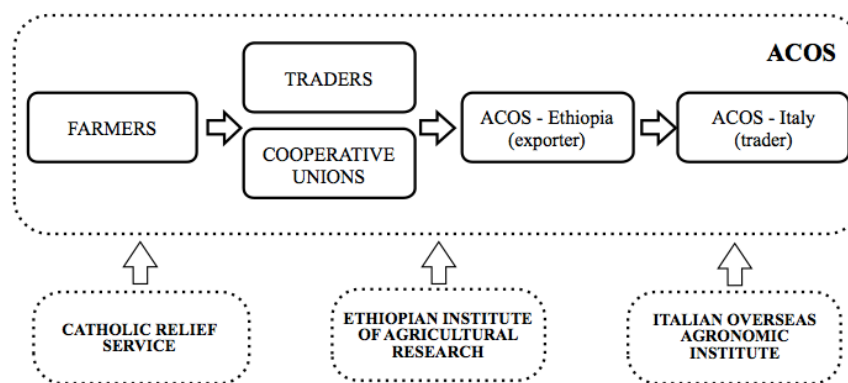 ACOS
FARMERS
TRADERS
COOPERATIVE
UNIONS
ACOS - Ethiopia
(exporter)
ACOS - Italy
(trader)
CATHOLIC RELIEF
SERVICE
ETHIOPIAN INSTITUTE
OF AGRICULTURAL
RESEARCH
ITALIAN OVERSEAS
AGRONOMIC
INSTITUTE